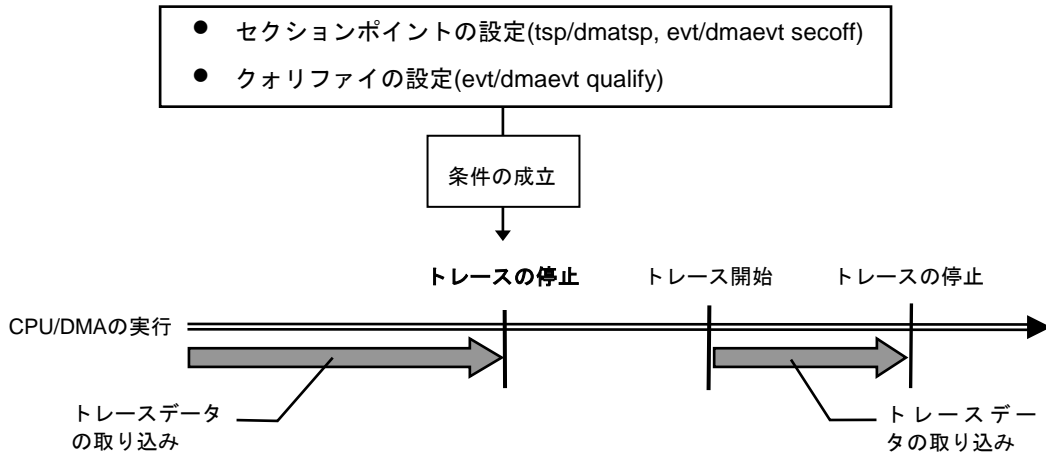 ● セクションポイントの設定(tsp/dmatsp, evt/dmaevt secoff)
● クォリファイの設定(evt/dmaevt qualify)
条件の成立
トレースの停止 トレース開始 トレースの停止
CPU/DMAの実行
トレースデータ
の取り込み
トレースデー
タの取り込み